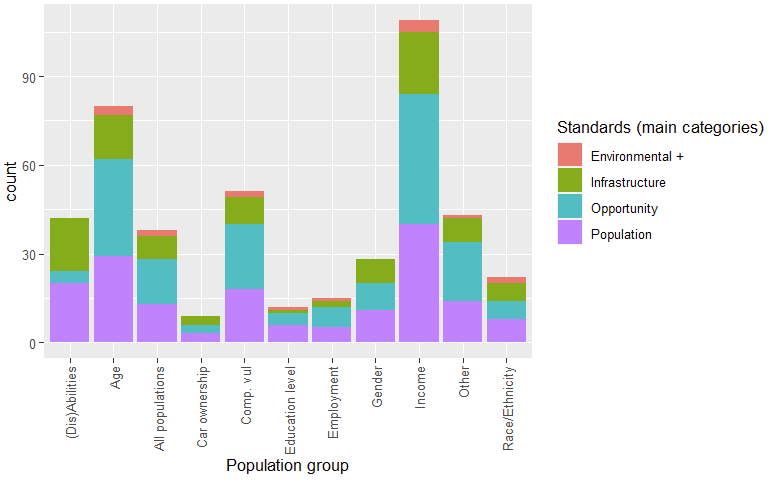 count
90
60
30
0
(Dis)Abilities
Age
All populations
Car ownership
Comp. vul
Education level
Employment
Gender
Income
Other
Race/Ethnicity
Population group
Standards (main categories)
Environmental +
Infrastructure
Opportunity
Population